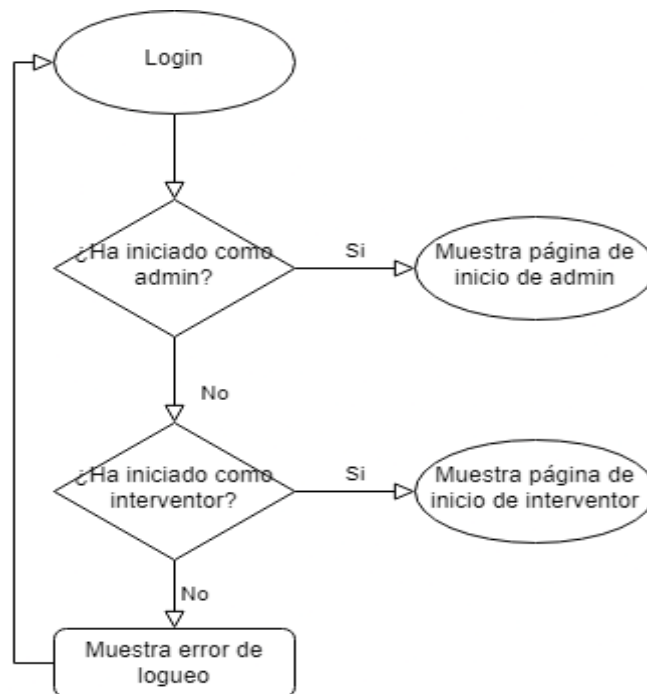 Login
¿Ha iniciado como
admin?
Si
Muestra página de
inicio de admin
No
¿Ha iniciado como
interventor?
Si
Muestra página de
inicio de interventor
No
Muestra error de
logueo